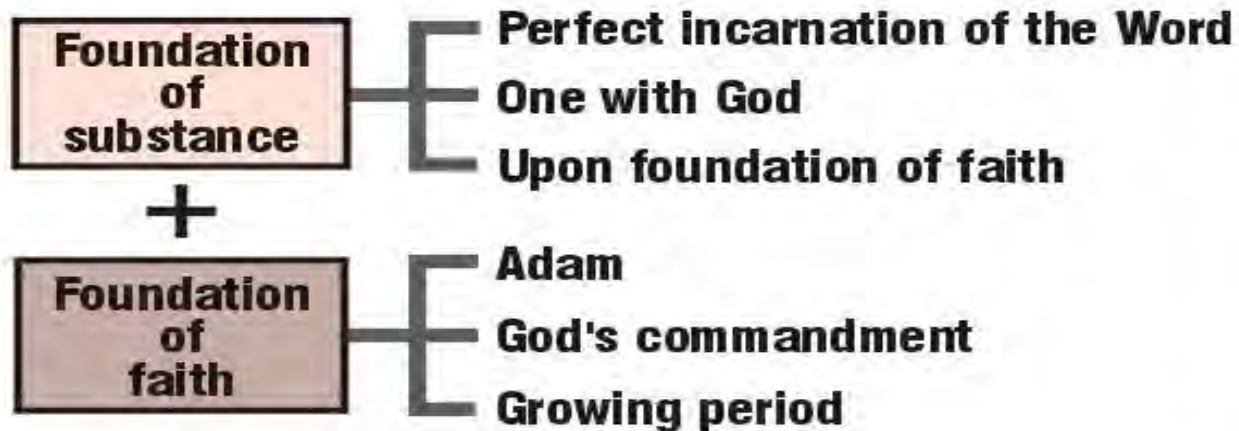 Foundation
of
substance
Perfect incarnation of the Word
One with God
Upon foundation of faith
+
Foundation
of
faith
Adam
God's commandment
Growing period